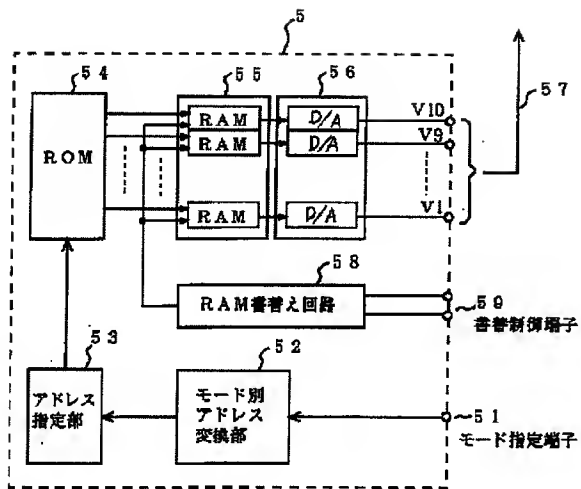 5
54
55
56
57
ROM
RAM
D/A
V10
RAM
D/A
V9
RAM
D/A
V1
58
RAM書替え回路
59
書替制御端子
53
52
アドレス
指定部
モード別
アドレス
変換部
51
モード指定端子